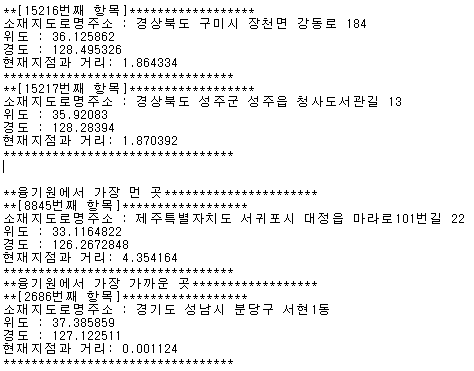 **[15216번째 항목]******************
소재지도로명주소 : 경상북도 구미시 장천면 강동로 184
위도 : 36.125862
경도 : 128.495326
현재지점과 거리: 1.864334
*********************************
**[15217번째 항목]******************
소재지도로명주소 : 경상북도 성주군 성주읍 청사도서관길 13
위도 : 35.92083
경도 : 128.28394
현재지점과 거리: 1.870392
*********************************
**융기원에서 가장 먼 곳**********************
**[8845번째 항목]******************
소재지도로명주소 : 제주특별자치도 서귀포시 대정읍 마라로101번길 22
위도 : 33.1164822
경도 : 126.2672848
현재지점과 거리: 4.354164
*********************************
**융기원에서 가장 가까운 곳******************
**[2686번째 항목]******************
소재지도로명주소 : 경기도 성남시 분당구 서현1동
위도 : 37.385859
경도 : 127.122511
현재지점과 거리: 0.001124
*********************************